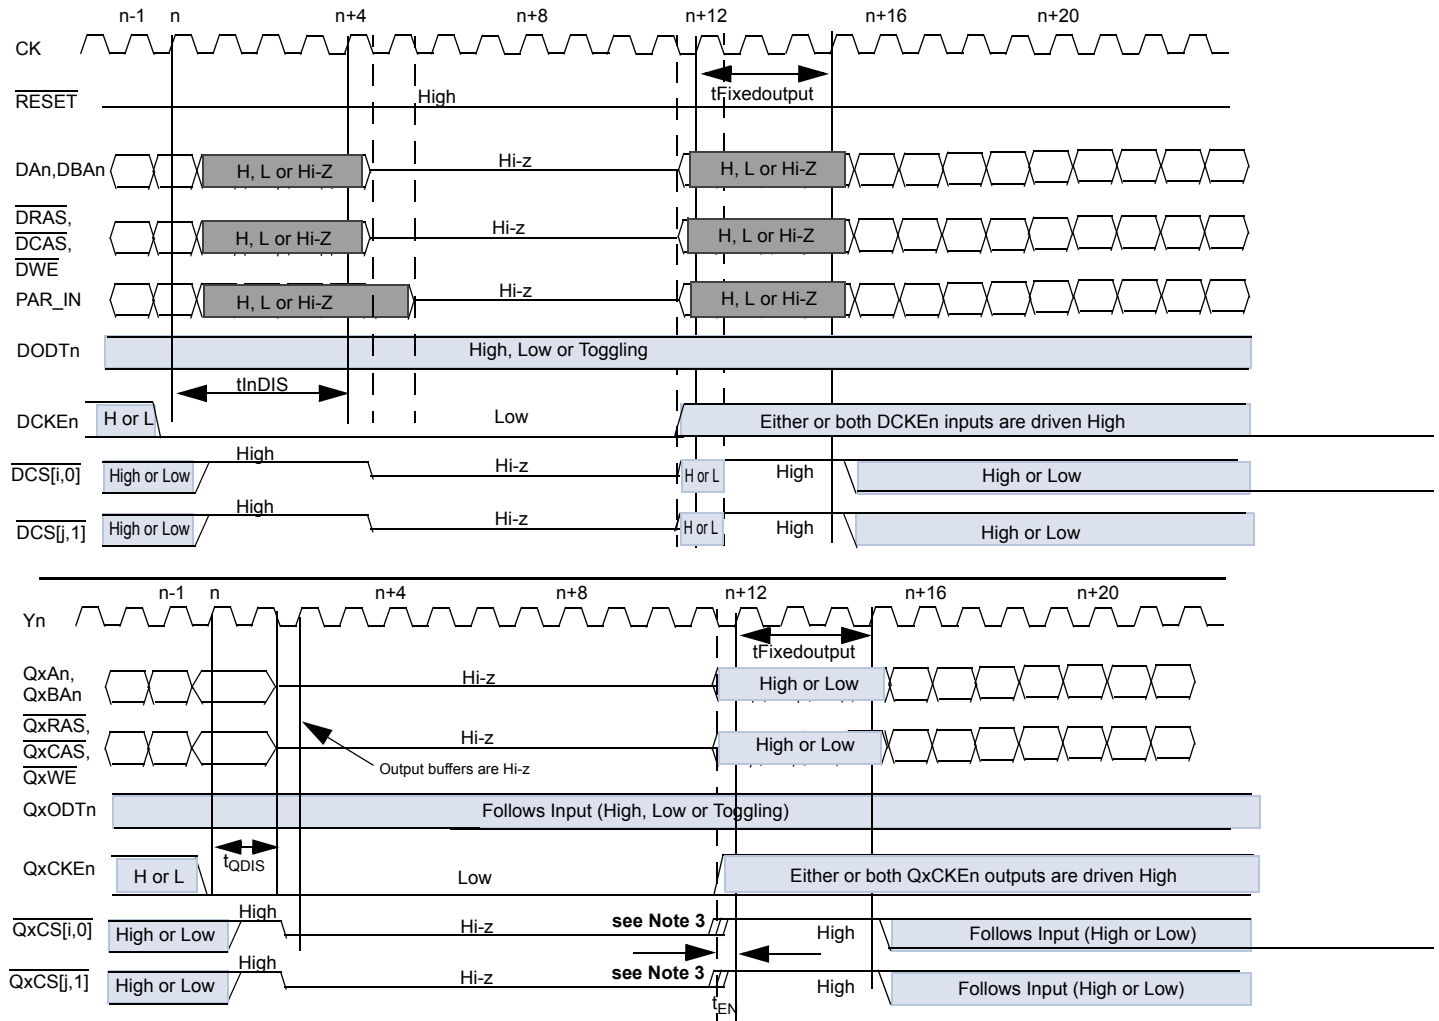 n-1 n n+4 n+8 n+12 n+16 n+20
CK
tFixedoutput
RESET High
DAn,DBAn H, L or Hi-Z Hi-z H, L or Hi-Z
DRAS,
DCAS, H, L or Hi-Z Hi-z H, L or Hi-Z
DWE
PAR_IN H, L or Hi-Z Hi-z H, L or Hi-Z
DODTn High, Low or Toggling
tInDIS
DCKEn H or L Low Either or both DCKEn inputs are driven High
DCS[i,0] High or Low High Hi-z H or L High High or Low
DCS[j,1] High or Low High Hi-z H or L High High or Low
n-1 n n+4 n+8 n+12 n+16 n+20
Yn
tFixedoutput
QxAn,
QxBAn Hi-z High or Low
QxRAS,
QxCAS, Hi-z High or Low
QxWE
Output buffers are Hi-z
QxODTn Follows Input (High, Low or Toggling)
tQDIS
QxCKEn H or L Low Either or both QxCKEn outputs are driven High
QxCS[i,0] High or Low High Hi-z see Note 3 High Follows Input (High or Low)
QxCS[j,1] High or Low High Hi-z see Note 3 High Follows Input (High or Low)
tEN